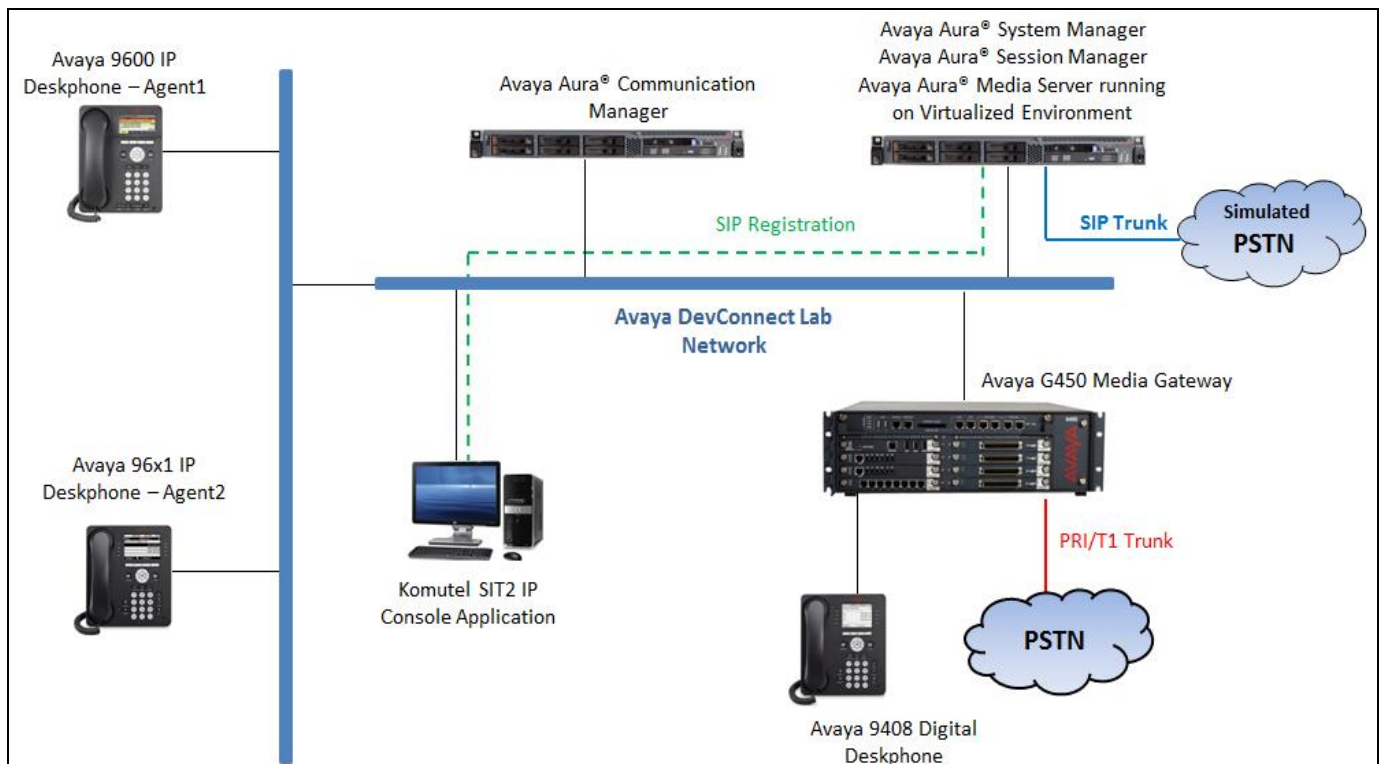 Avaya 9600 IP
Deskphone – Agent1
Avaya Aura® Communication
Manager
Avaya Aura® System Manager
Avaya Aura® Session Manager
Avaya Aura® Media Server running
on Virtualized Environment
SIP Registration
SIP Trunk
Simulated
PSTN
Avaya DevConnect Lab
Network
Avaya G450 Media Gateway
AVAYA
Avaya 96x1 IP
Deskphone – Agent2
Komutel SIT2 IP
Console Application
PRI/T1 Trunk
PSTN
Avaya 9408 Digital
Deskphone